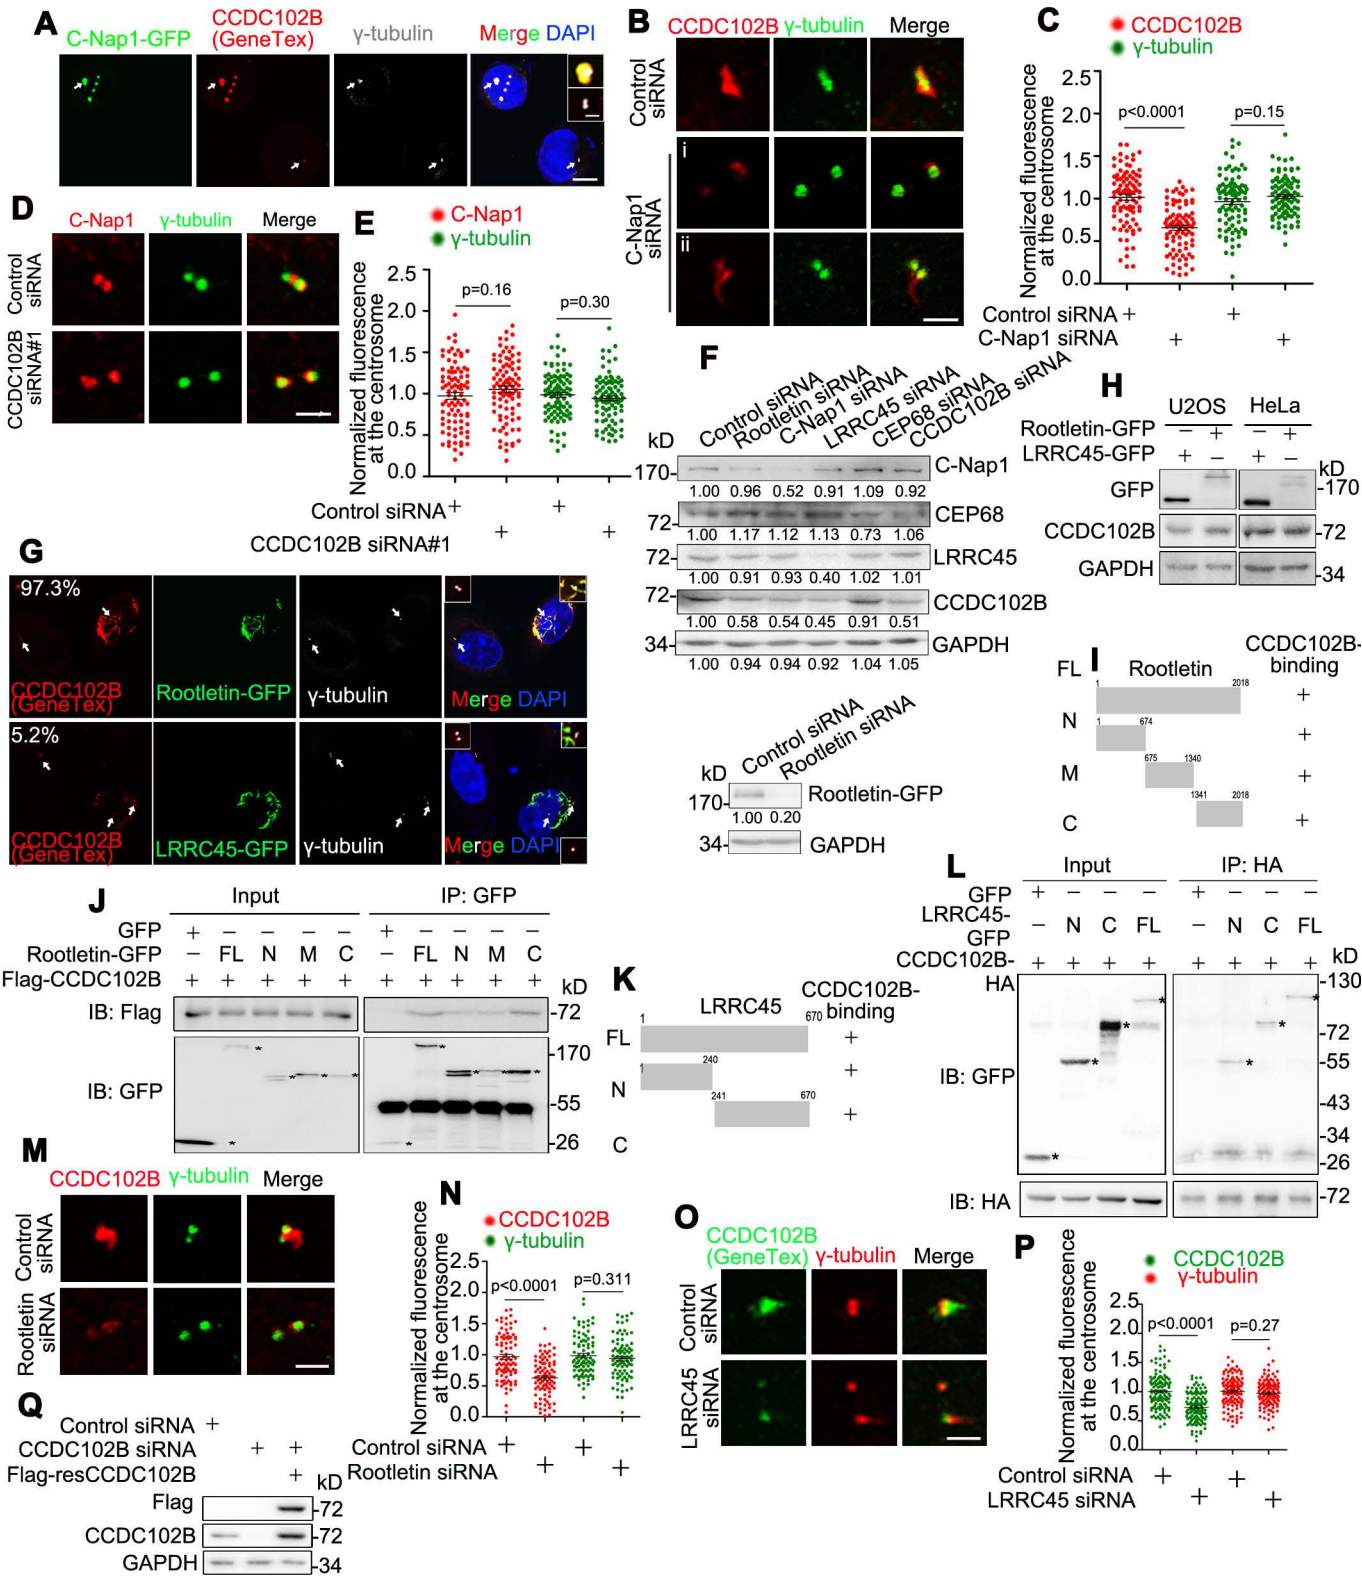 A
C-Nap1-GFP
CCDC102B
(GeneTex)
γ-tubulin
Merge DAPI
B
CCDC102B γ-tubulin Merge
Control
siRNA
C-Nap1
siRNA
i
ii
C
CCDC102B
γ-tubulin
Normalized fluorescence
at the centrosome
2.5
2.0
1.5
1.0
0.5
0.0
p<0.0001
p=0.15
Control siRNA + +
C-Nap1 siRNA + +
D
C-Nap1 γ-tubulin Merge
Control
siRNA
CCDC102B
siRNA#1
E
C-Nap1
γ-tubulin
Normalized fluorescence
at the centrosome
2.5
2.0
1.5
1.0
0.5
0.0
p=0.16
p=0.30
Control siRNA + +
CCDC102B siRNA#1 + +
F
Control siRNA
Rootletin siRNA
C-Nap1 siRNA
LRRC45 siRNA
CEP68 siRNA
CCDC102B siRNA
kD
170- C-Nap1
1.00 0.96 0.52 0.91 1.09 0.92
72- CEP68
1.00 1.17 1.12 1.13 0.73 1.06
72- LRRC45
1.00 0.91 0.93 0.40 1.02 1.01
72- CCDC102B
1.00 0.58 0.54 0.45 0.91 0.51
34- GAPDH
1.00 0.94 0.94 0.92 1.04 1.05
Control siRNA
Rootletin siRNA
kD
170- Rootletin-GFP
1.00 0.20
34- GAPDH
G
97.3%
CCDC102B
(GeneTex)
Rootletin-GFP
γ-tubulin
Merge DAPI
5.2%
CCDC102B
(GeneTex)
LRRC45-GFP
γ-tubulin
Merge DAPI
H
U2OS HeLa
Rootletin-GFP − + − +
LRRC45-GFP + − + −
kD
GFP -170
CCDC102B -72
GAPDH -34
I
Rootletin
CCDC102B-
binding
FL 1 2018 +
N 1 674 +
M 675 1340 +
C 1341 2018 +
J
Input IP: GFP
GFP + − − − − + − − − −
Rootletin-GFP − FL N M C − FL N M C
Flag-CCDC102B + + + + + + + + + +
kD
IB: Flag -72
IB: GFP
-170
-55
-26
* * * * * * * * * *
K
LRRC45
CCDC102B-
binding
FL 1 670 +
N 1 240 +
C 241 670 +
L
Input IP: HA
GFP + − − − + − − −
LRRC45-
GFP − N C FL − N C FL
CCDC102B-
HA + + + + + + + +
kD
IB: GFP
-130
-72
-55
-43
-34
-26
* * * * * * *
IB: HA -72
M
CCDC102B γ-tubulin Merge
Control
siRNA
Rootletin
siRNA
N
CCDC102B
γ-tubulin
Normalized fluorescence
at the centrosome
2.5
2.0
1.5
1.0
0.5
0.0
p<0.0001
p=0.311
Control siRNA + +
Rootletin siRNA + +
O
CCDC102B
(GeneTex)
γ-tubulin
Merge
Control
siRNA
LRRC45
siRNA
P
CCDC102B
γ-tubulin
Normalized fluorescence
at the centrosome
2.5
2.0
1.5
1.0
0.5
0.0
p<0.0001
p=0.27
Control siRNA + +
LRRC45 siRNA + +
Q
Control siRNA +
CCDC102B siRNA + +
Flag-resCCDC102B +
kD
Flag -72
CCDC102B -72
GAPDH -34